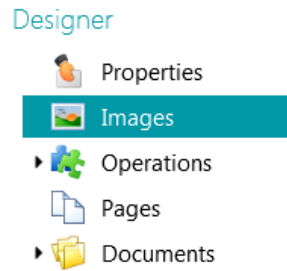 Designer
Properties
Images
Operations
Pages
Documents